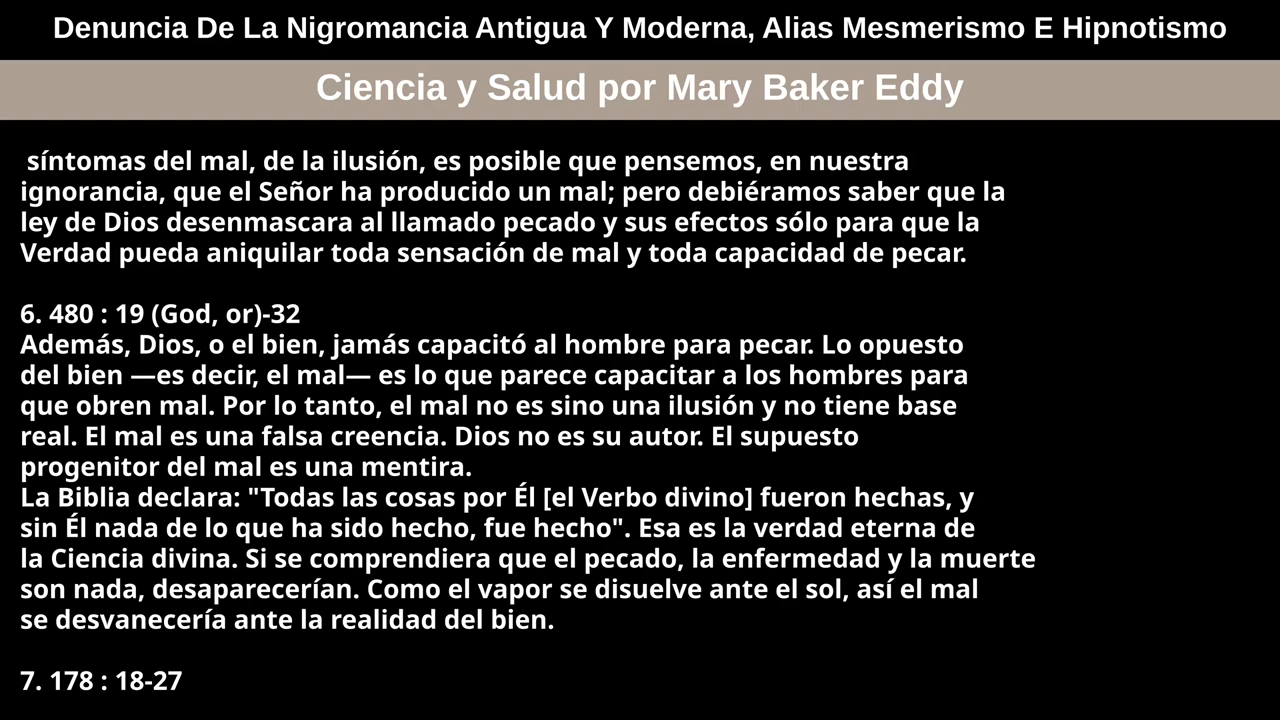 Denuncia De La Nigromancia Antigua Y Moderna, Alias Mesmerismo E Hipnotismo
Ciencia y Salud por Mary Baker Eddy
síntomas del mal, de la ilusión, es posible que pensemos, en nuestra
ignorancia, que el Señor ha producido un mal; pero debiéramos saber que la
ley de Dios desenmascara al llamado pecado y sus efectos sólo para que la
Verdad pueda aniquilar toda sensación de mal y toda capacidad de pecar.
6. 480 : 19 (God, or)-32
Además, Dios, o el bien, jamás capacitó al hombre para pecar. Lo opuesto
del bien —es decir, el mal— es lo que parece capacitar a los hombres para
que obren mal. Por lo tanto, el mal no es sino una ilusión y no tiene base
real. El mal es una falsa creencia. Dios no es su autor. El supuesto
progenitor del mal es una mentira.
La Biblia declara: "Todas las cosas por Él [el Verbo divino] fueron hechas, y
sin Él nada de lo que ha sido hecho, fue hecho". Esa es la verdad eterna de
la Ciencia divina. Si se comprendiera que el pecado, la enfermedad y la muerte
son nada, desaparecerían. Como el vapor se disuelve ante el sol, así el mal
se desvanecería ante la realidad del bien.
7. 178 : 18-27